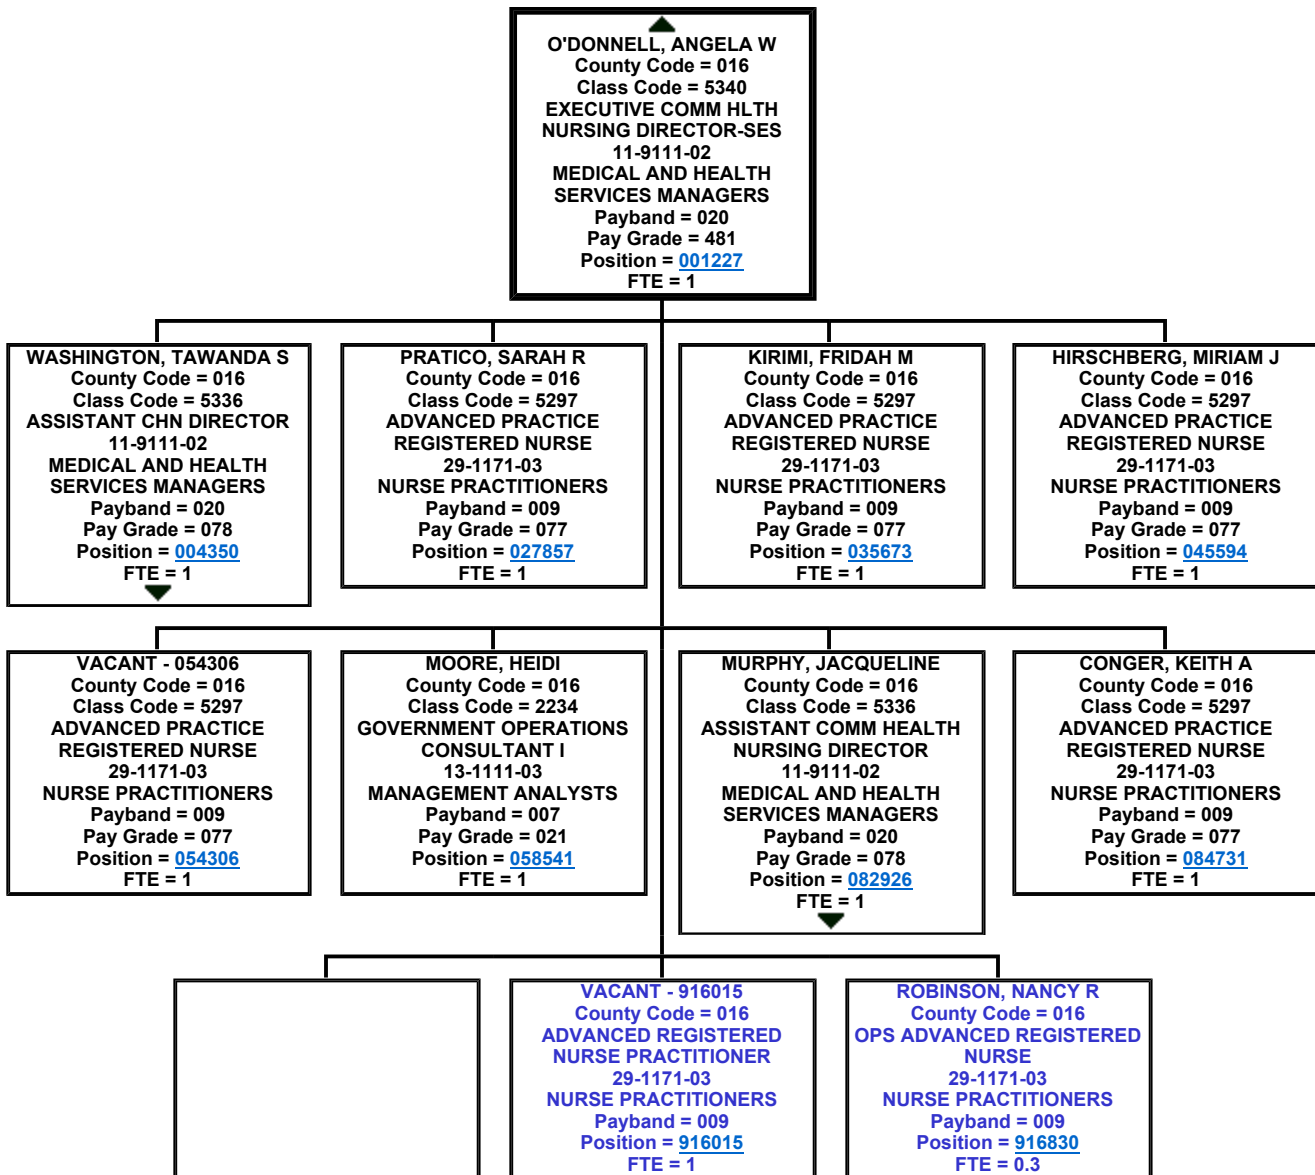 O'DONNELL, ANGELA W
County Code = 016
Class Code = 5340
EXECUTIVE COMM HLTH
NURSING DIRECTOR-SES
11-9111-02
MEDICAL AND HEALTH
SERVICES MANAGERS
Payband = 020
Pay Grade = 481
Position = 001227
FTE = 1
WASHINGTON, TAWANDA S
County Code = 016
Class Code = 5336
ASSISTANT CHN DIRECTOR
11-9111-02
MEDICAL AND HEALTH
SERVICES MANAGERS
Payband = 020
Pay Grade = 078
Position = 004350
FTE = 1
PRATICO, SARAH R
County Code = 016
Class Code = 5297
ADVANCED PRACTICE
REGISTERED NURSE
29-1171-03
NURSE PRACTITIONERS
Payband = 009
Pay Grade = 077
Position = 027857
FTE = 1
KIRIMI, FRIDAH M
County Code = 016
Class Code = 5297
ADVANCED PRACTICE
REGISTERED NURSE
29-1171-03
NURSE PRACTITIONERS
Payband = 009
Pay Grade = 077
Position = 035673
FTE = 1
HIRSCHBERG, MIRIAM J
County Code = 016
Class Code = 5297
ADVANCED PRACTICE
REGISTERED NURSE
29-1171-03
NURSE PRACTITIONERS
Payband = 009
Pay Grade = 077
Position = 045594
FTE = 1
VACANT - 054306
County Code = 016
Class Code = 5297
ADVANCED PRACTICE
REGISTERED NURSE
29-1171-03
NURSE PRACTITIONERS
Payband = 009
Pay Grade = 077
Position = 054306
FTE = 1
MOORE, HEIDI
County Code = 016
Class Code = 2234
GOVERNMENT OPERATIONS
CONSULTANT I
13-1111-03
MANAGEMENT ANALYSTS
Payband = 007
Pay Grade = 021
Position = 058541
FTE = 1
MURPHY, JACQUELINE
County Code = 016
Class Code = 5336
ASSISTANT COMM HEALTH
NURSING DIRECTOR
11-9111-02
MEDICAL AND HEALTH
SERVICES MANAGERS
Payband = 020
Pay Grade = 078
Position = 082926
FTE = 1
CONGER, KEITH A
County Code = 016
Class Code = 5297
ADVANCED PRACTICE
REGISTERED NURSE
29-1171-03
NURSE PRACTITIONERS
Payband = 009
Pay Grade = 077
Position = 084731
FTE = 1
VACANT - 916015
County Code = 016
ADVANCED REGISTERED
NURSE PRACTITIONER
29-1171-03
NURSE PRACTITIONERS
Payband = 009
Position = 916015
FTE = 1
ROBINSON, NANCY R
County Code = 016
OPS ADVANCED REGISTERED
NURSE
29-1171-03
NURSE PRACTITIONERS
Payband = 009
Position = 916830
FTE = 0.3